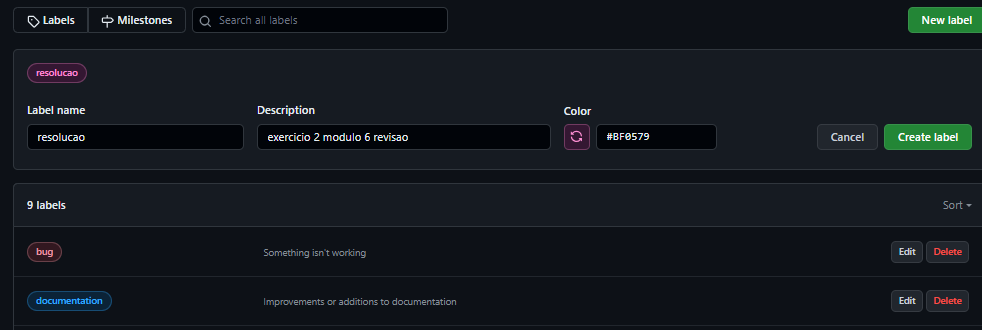 Labels Milestones Search all labels New label
resolucao
Label name Description Color
resolucao exercicio 2 modulo 6 revisao #BF0579 Cancel Create label
9 labels Sort
bug Something isn't working Edit Delete
documentation Improvements or additions to documentation Edit Delete